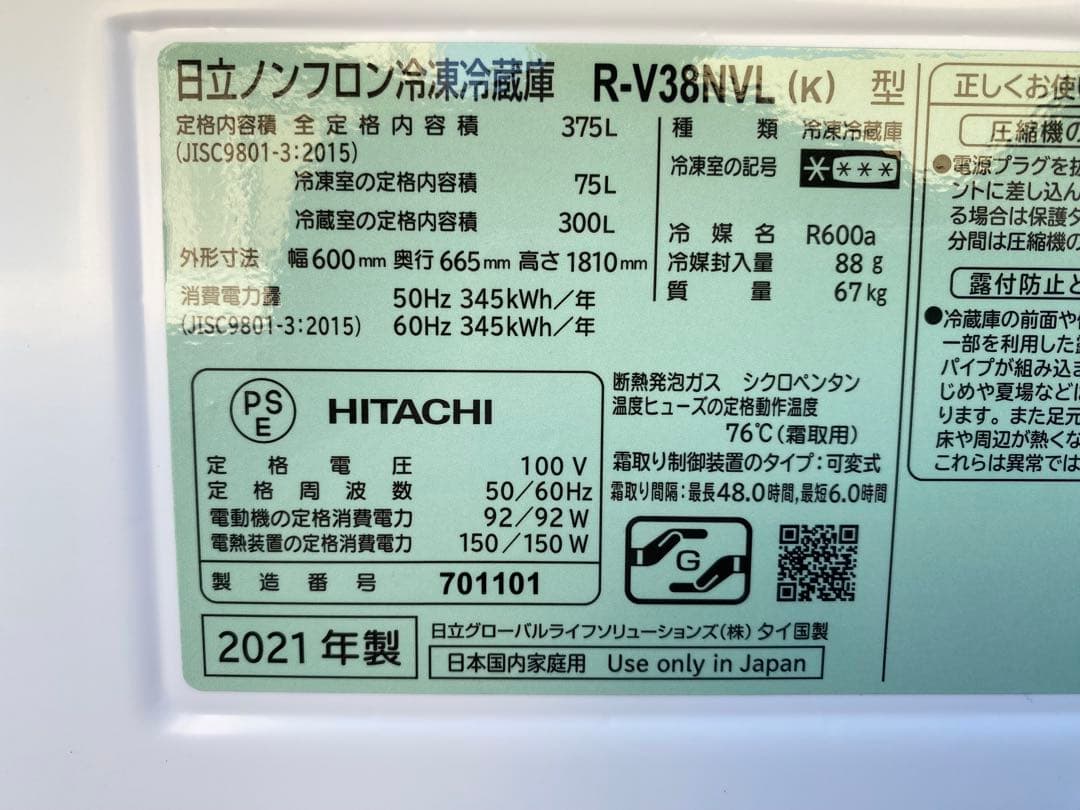 日立ノンフロン冷凍冷蔵庫 R-V38NVL (K) 型
定格内容積 全定格内容積 375L
(JISC9801-3:2015)
冷凍室の定格内容積 75L
冷蔵室の定格内容積 300L
外形寸法 幅600mm 奥行665mm 高さ1810mm
消費電力量 50Hz 345kWh/年
(JISC9801-3:2015) 60Hz 345kWh/年
種類 冷凍冷蔵庫
冷凍室の記号 ****
冷媒名 R600a
冷媒封入量 88g
質量 67kg
PSE HITACHI
定格電圧 100V
定格周波数 50/60Hz
電動機の定格消費電力 92/92W
電熱装置の定格消費電力 150/150W
製造番号 701101
断熱発泡ガス シクロペンタン
温度ヒューズの定格動作温度
76℃(霜取用)
霜取り制御装置のタイプ:可変式
霜取り間隔:最長48.0時間,最短6.0時間
G
2021年製
日立グローバルライフソリューションズ(株) タイ国製
日本国内家庭用 Use only in Japan
正しくお使
圧縮機の
●電源プラグを抜
ントに差し込ん
る場合は保護タ
分間は圧縮機の
露付防止と
●冷蔵庫の前面や
一部を利用した
パイプが組み込ま
じめや夏場などに
ります。また足元
床や周辺が熱くな
これらは異常では